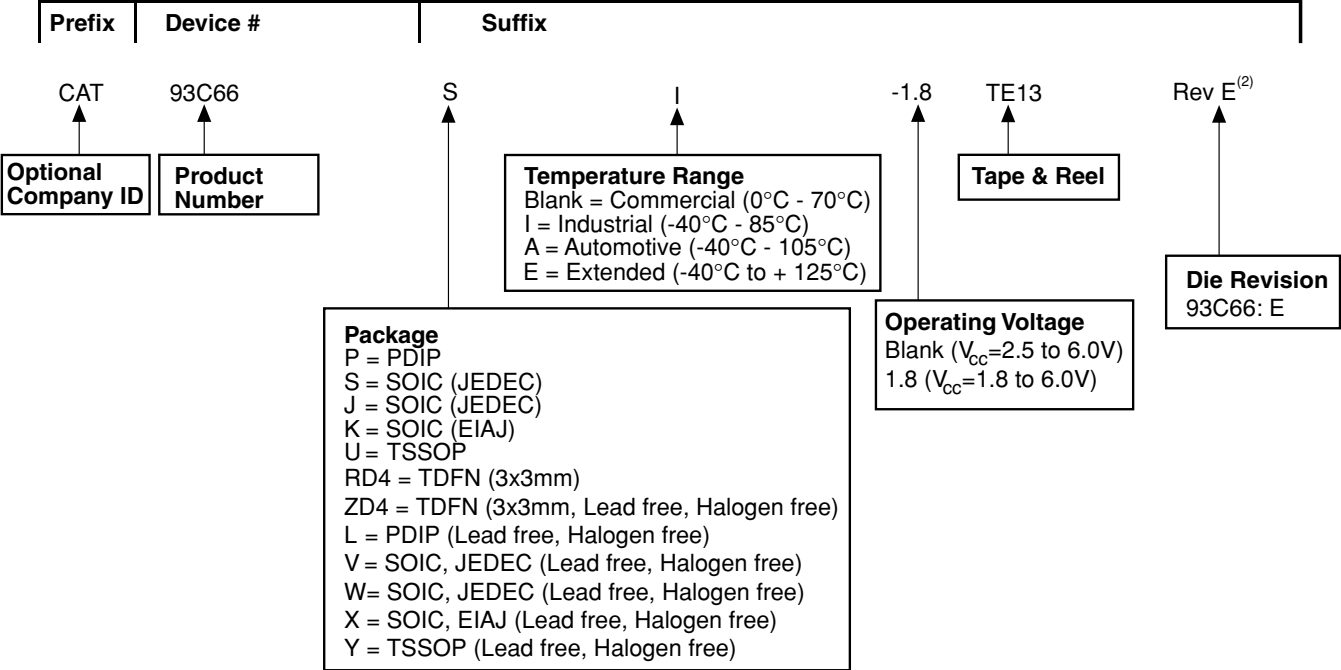 Prefix Device # Suffix
CAT 93C66 S I -1.8 TE13 Rev E(2)
Optional
Company ID
Product
Number
Temperature Range
Blank = Commercial (0°C - 70°C)
I = Industrial (-40°C - 85°C)
A = Automotive (-40°C - 105°C)
E = Extended (-40°C to + 125°C)
Tape & Reel
Die Revision
93C66: E
Package
P = PDIP
S = SOIC (JEDEC)
J = SOIC (JEDEC)
K = SOIC (EIAJ)
U = TSSOP
RD4 = TDFN (3x3mm)
ZD4 = TDFN (3x3mm, Lead free, Halogen free)
L = PDIP (Lead free, Halogen free)
V = SOIC, JEDEC (Lead free, Halogen free)
W= SOIC, JEDEC (Lead free, Halogen free)
X = SOIC, EIAJ (Lead free, Halogen free)
Y = TSSOP (Lead free, Halogen free)
Operating Voltage
Blank (Vcc=2.5 to 6.0V)
1.8 (Vcc=1.8 to 6.0V)